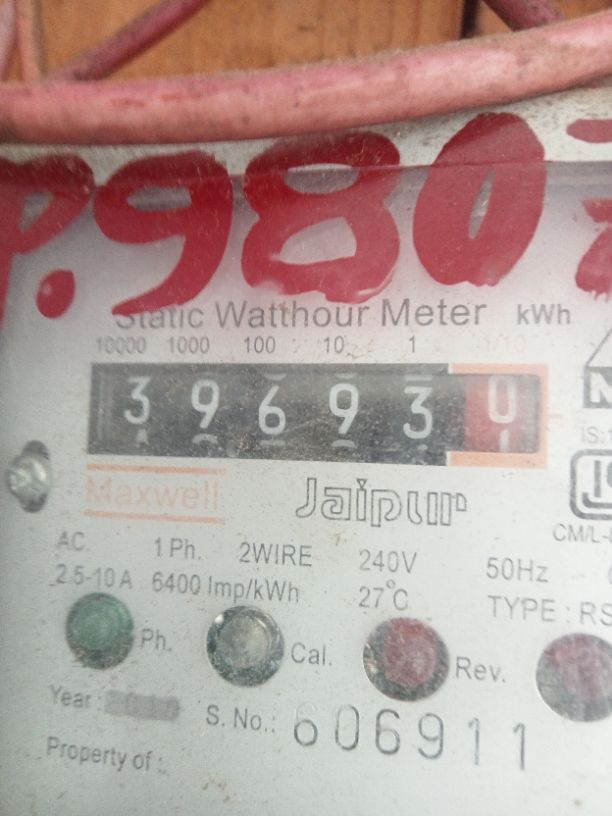 P.980
Static Watthour Meter kWh
10000 1000 100 10 1 1/10
3 9 6 9 3 0
Maxwell Jaipur
AC 1 Ph. 2WIRE 240V 50Hz
2.5-10A 6400 Imp/kWh 27°C TYPE : RS
Ph. Cal. Rev.
Year : S. No.: 606911
Property of :